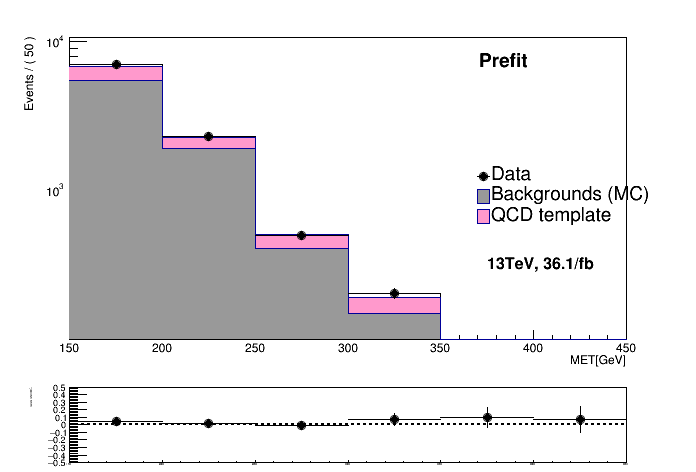 Events / ( 50 )
10⁴
10³
Prefit
Data
Backgrounds (MC)
QCD template
13TeV, 36.1/fb
150 200 250 300 350 400 450
MET[GeV]
0.5
0.4
0.3
0.2
0.1
0
−0.1
−0.2
−0.3
−0.4
−0.5